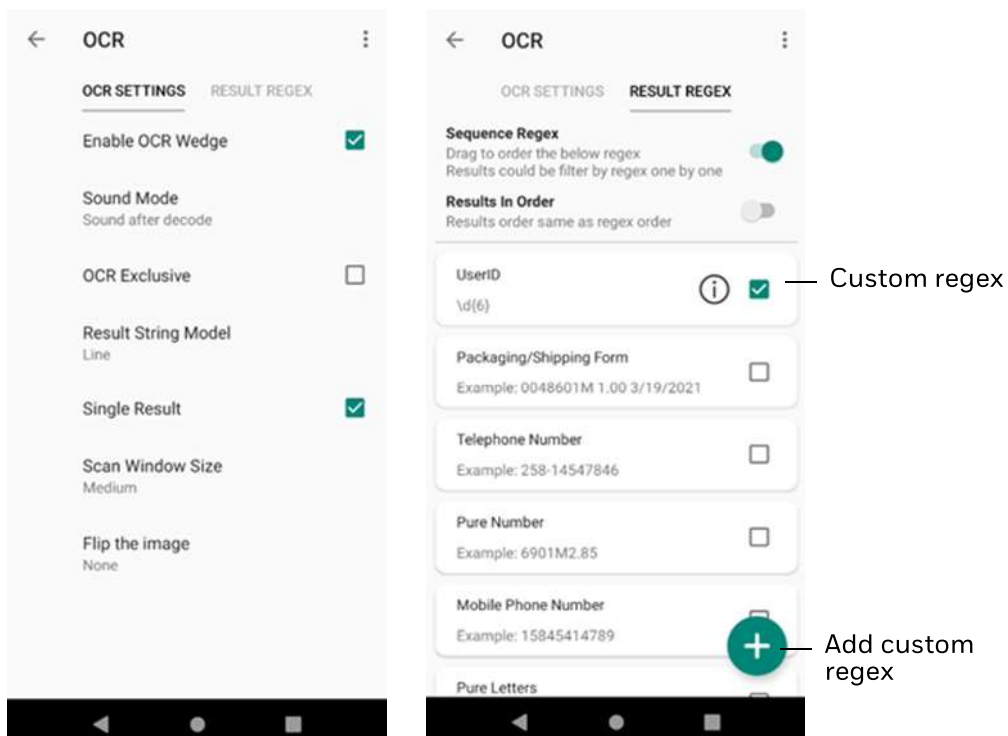 OCR
OCR SETTINGS RESULT REGEX
Enable OCR Wedge
Sound Mode
Sound after decode
OCR Exclusive
Result String Model
Line
Single Result
Scan Window Size
Medium
Flip the image
None
OCR
OCR SETTINGS RESULT REGEX
Sequence Regex
Drag to order the below regex
Results could be filter by regex one by one
Results In Order
Results order same as regex order
UserID
\d{6}
Custom regex
Packaging/Shipping Form
Example: 0048601M 1.00 3/19/2021
Telephone Number
Example: 258-14547846
Pure Number
Example: 6901M2.85
Mobile Phone Number
Example: 15845414789
Add custom
regex
Pure Letters